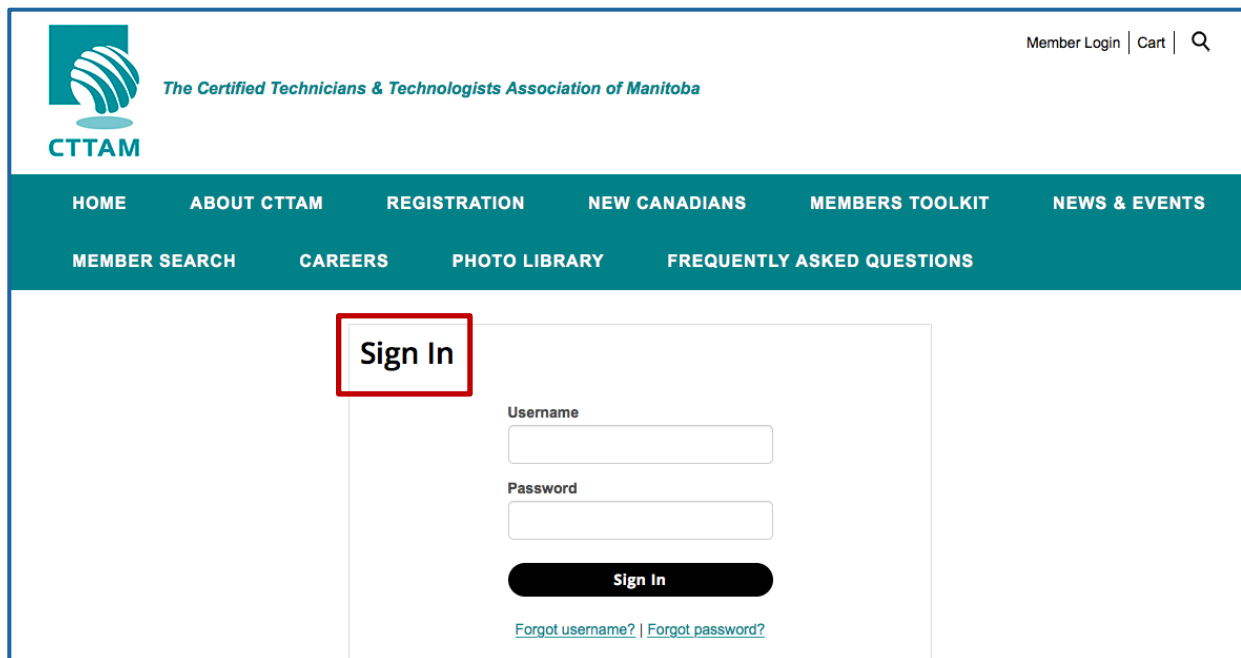 Member Login | Cart |
The Certified Technicians & Technologists Association of Manitoba
CTTAM
HOME ABOUT CTTAM REGISTRATION NEW CANADIANS MEMBERS TOOLKIT NEWS & EVENTS
MEMBER SEARCH CAREERS PHOTO LIBRARY FREQUENTLY ASKED QUESTIONS
Sign In
Username
Password
Sign In
Forgot username? | Forgot password?